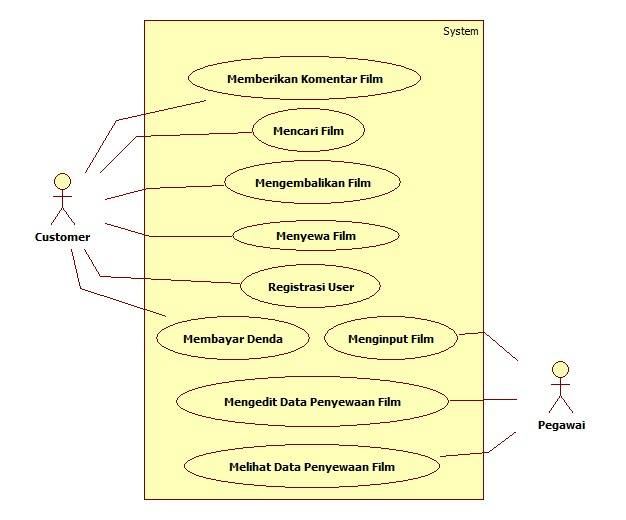 System
Memberikan Komentar Film
Mencari Film
Mengembalikan Film
Customer
Menyewa Film
Registrasi User
Membayar Denda
Menginput Film
Mengedit Data Penyewaan Film
Pegawai
Melihat Data Penyewaan Film